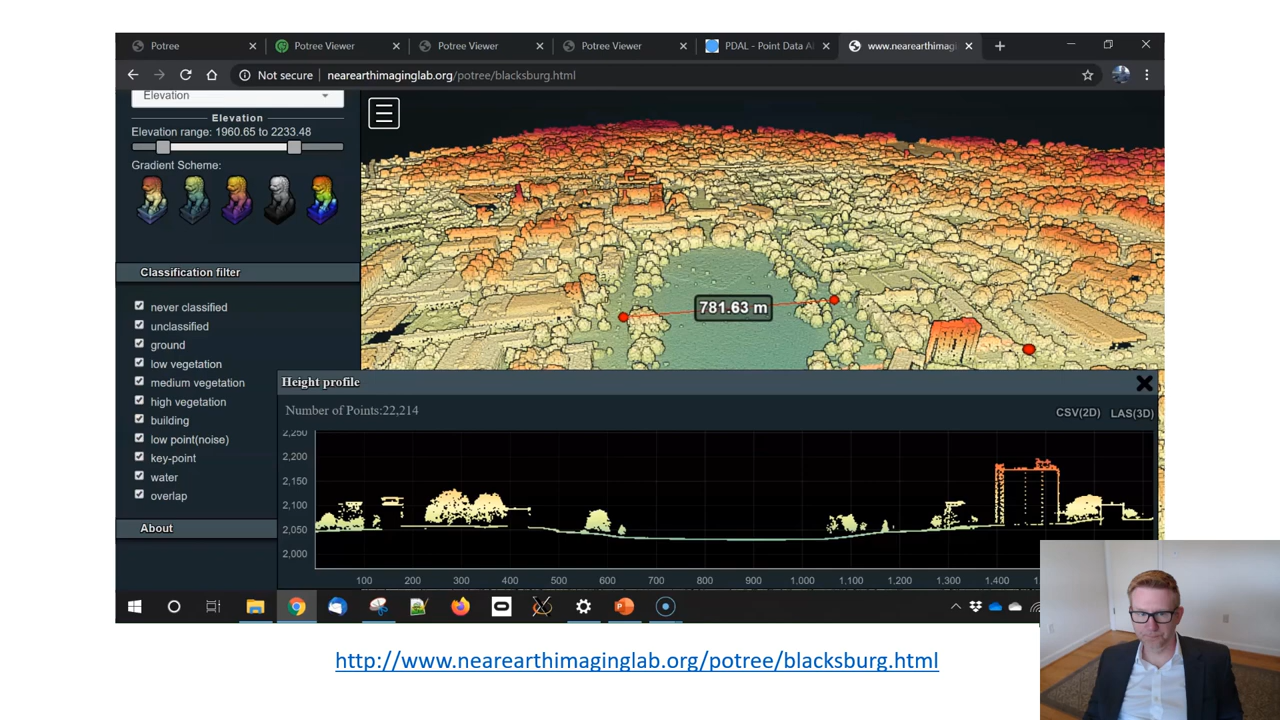 Potree
Potree Viewer
Potree Viewer
Potree Viewer
PDAL - Point Data A
www.nearearthimagi
Not secure | nearearthimaginglab.org/potree/blacksburg.html
Elevation
Elevation
Elevation range: 1960.65 to 2233.48
Gradient Scheme:
Classification filter
never classified
unclassified
ground
low vegetation
medium vegetation
high vegetation
building
low point(noise)
key-point
water
overlap
About
781.63 m
Height profile
Number of Points:22,214
CSV(2D) LAS(3D)
2,250
2,200
2,150
2,100
2,050
2,000
100 200 300 400 500 600 700 800 900 1,000 1,100 1,200 1,300 1,400
http://www.nearearthimaginglab.org/potree/blacksburg.html